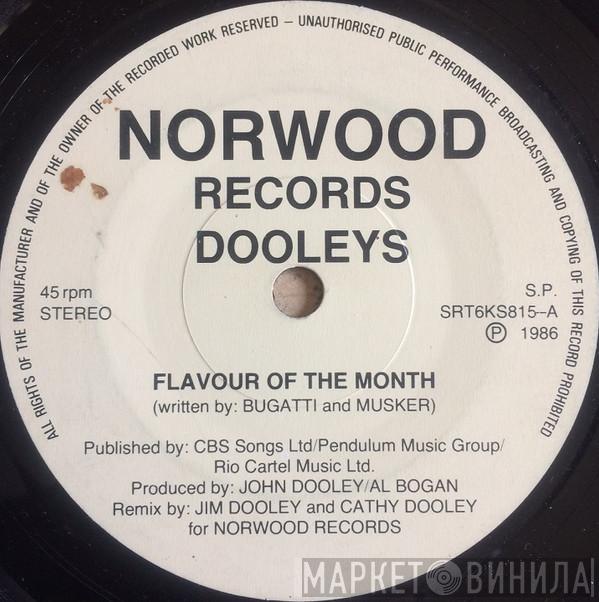 ALL RIGHTS OF THE MANUFACTURER AND OF THE OWNER OF THE RECORDED WORK RESERVED – UNAUTHORISED PUBLIC PERFORMANCE BROADCASTING AND COPYING OF THIS RECORD PROHIBITED
NORWOOD
RECORDS
DOOLEYS
45 rpm
STEREO
S.P.
SRT6KS815--A
Ⓟ 1986
FLAVOUR OF THE MONTH
(written by: BUGATTI and MUSKER)
Published by: CBS Songs Ltd/Pendulum Music Group/
Rio Cartel Music Ltd.
Produced by: JOHN DOOLEY/AL BOGAN
Remix by: JIM DOOLEY and CATHY DOOLEY
for NORWOOD RECORDS
МАРКЕТ ВИНИЛА